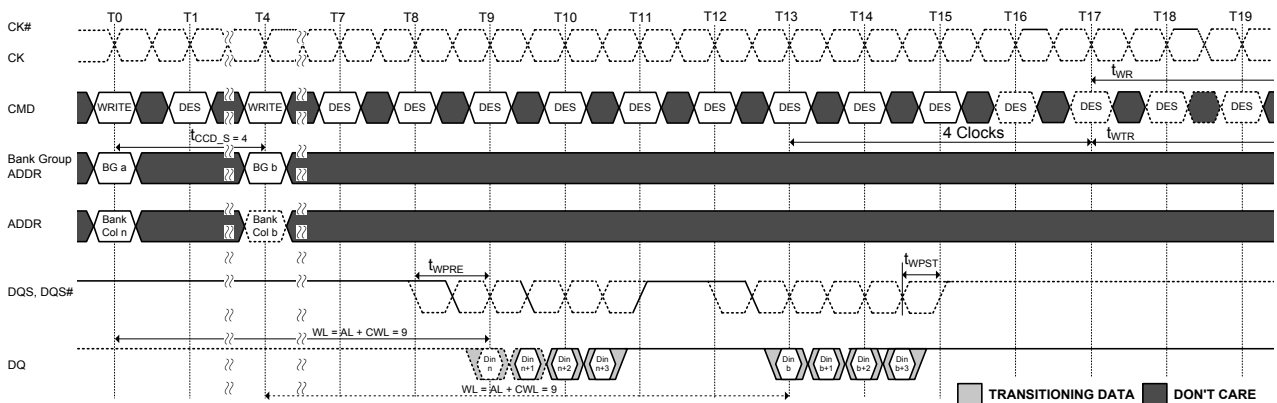 T0 T1 T4 T7 T8 T9 T10 T11 T12 T13 T14 T15 T16 T17 T18 T19
CK#
CK
tWR
CMD WRITE DES WRITE DES DES DES DES DES DES DES DES DES DES DES DES DES
tCCD_S = 4
4 Clocks
tWTR
Bank Group
ADDR
BG a BG b
ADDR
Bank
Col n
Bank
Col b
tWPRE
tWPST
DQS, DQS#
WL = AL + CWL = 9
DQ
Din
n
Din
n+1
Din
n+2
Din
n+3
Din
b
Din
b+1
Din
b+2
Din
b+3
WL = AL + CWL = 9
TRANSITIONING DATA DON'T CARE